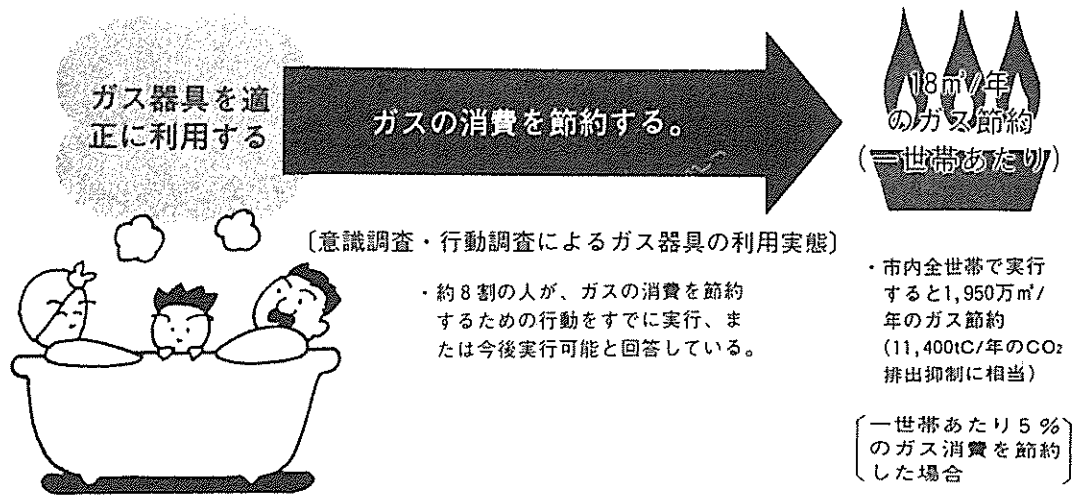 ガス器具を適
正に利用する
ガスの消費を節約する。
18㎥/年
のガス節約
(一世帯あたり)
〔意識調査・行動調査によるガス器具の利用実態〕
・約8割の人が、ガスの消費を節約
するための行動をすでに実行、ま
たは今後実行可能と回答している。
・市内全世帯で実行
すると1,950万㎥/
年のガス節約
(11,400tC/年のCO₂
排出抑制に相当)
〔一世帯あたり5%
のガス消費を節約
した場合〕